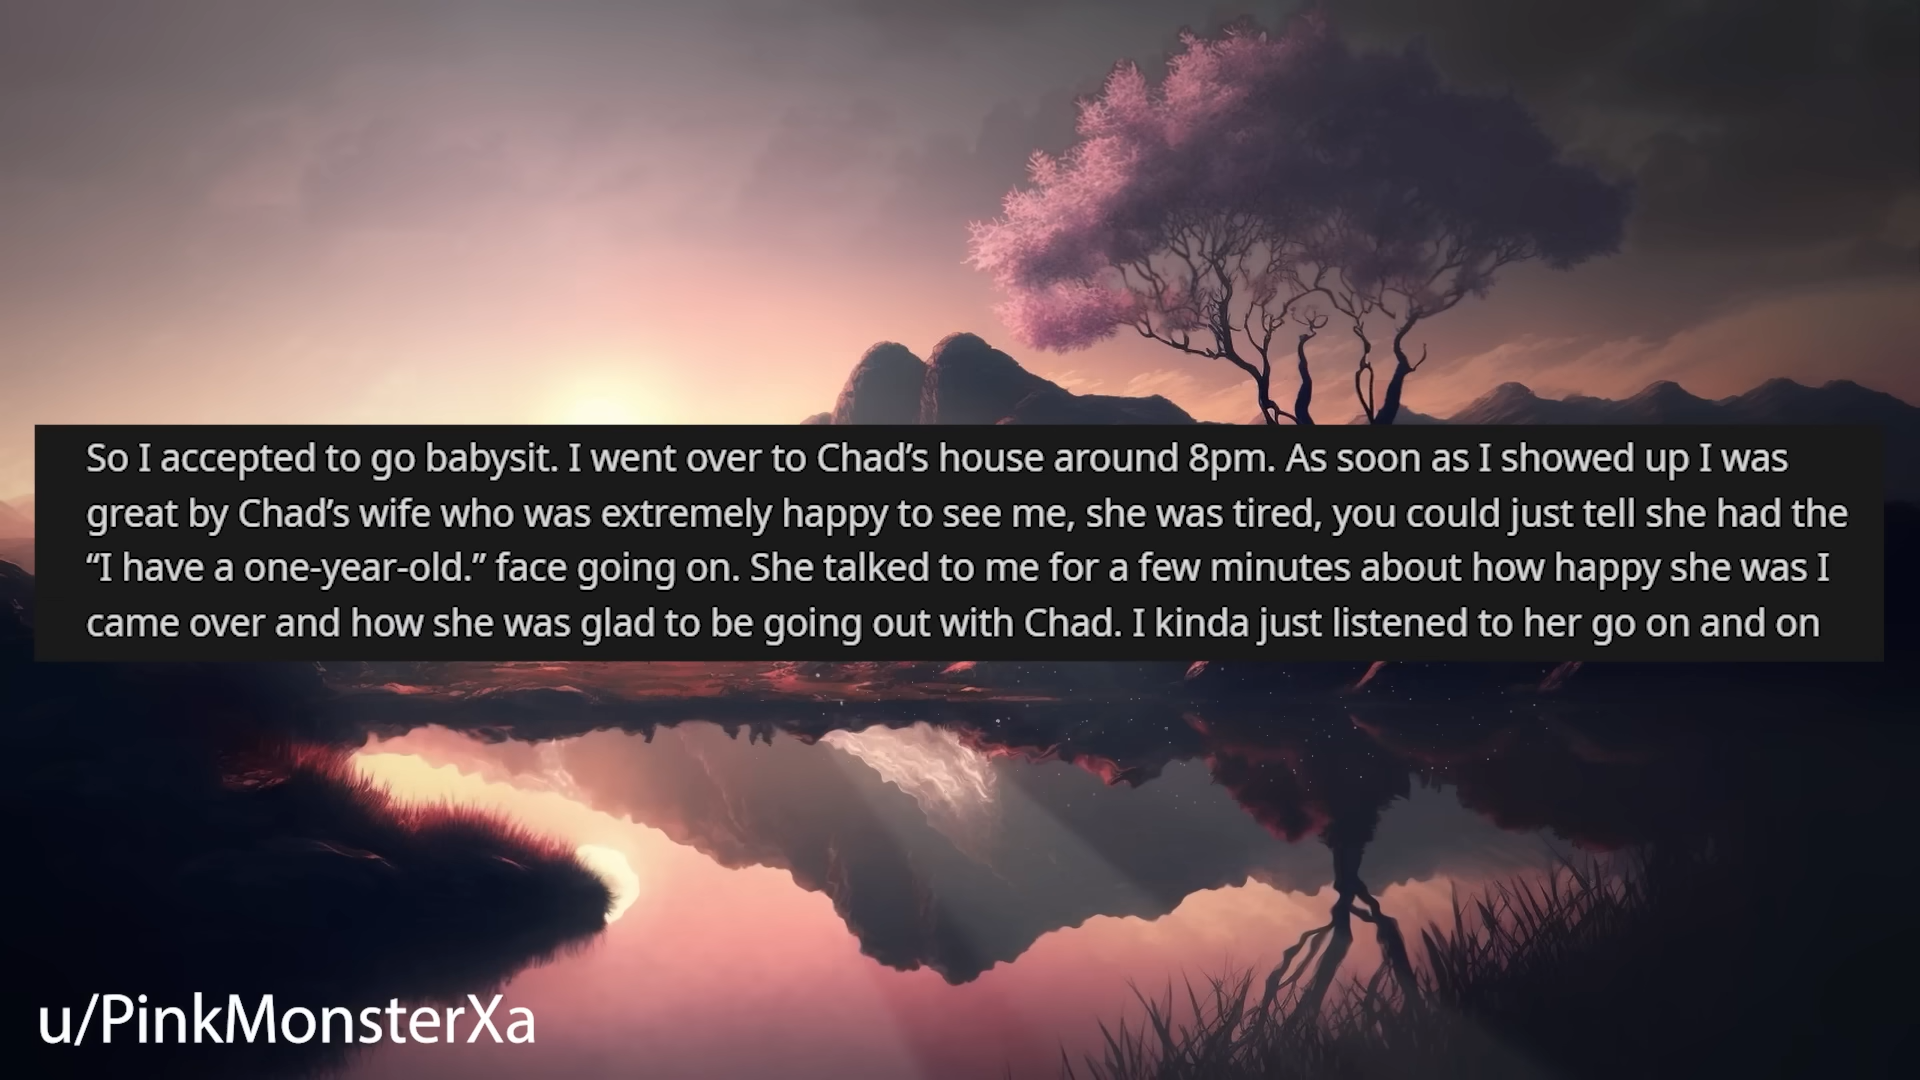 So I accepted to go babysit. I went over to Chad’s house around 8pm. As soon as I showed up I was
great by Chad’s wife who was extremely happy to see me, she was tired, you could just tell she had the
“I have a one-year-old.” face going on. She talked to me for a few minutes about how happy she was I
came over and how she was glad to be going out with Chad. I kinda just listened to her go on and on
u/PinkMonsterXa